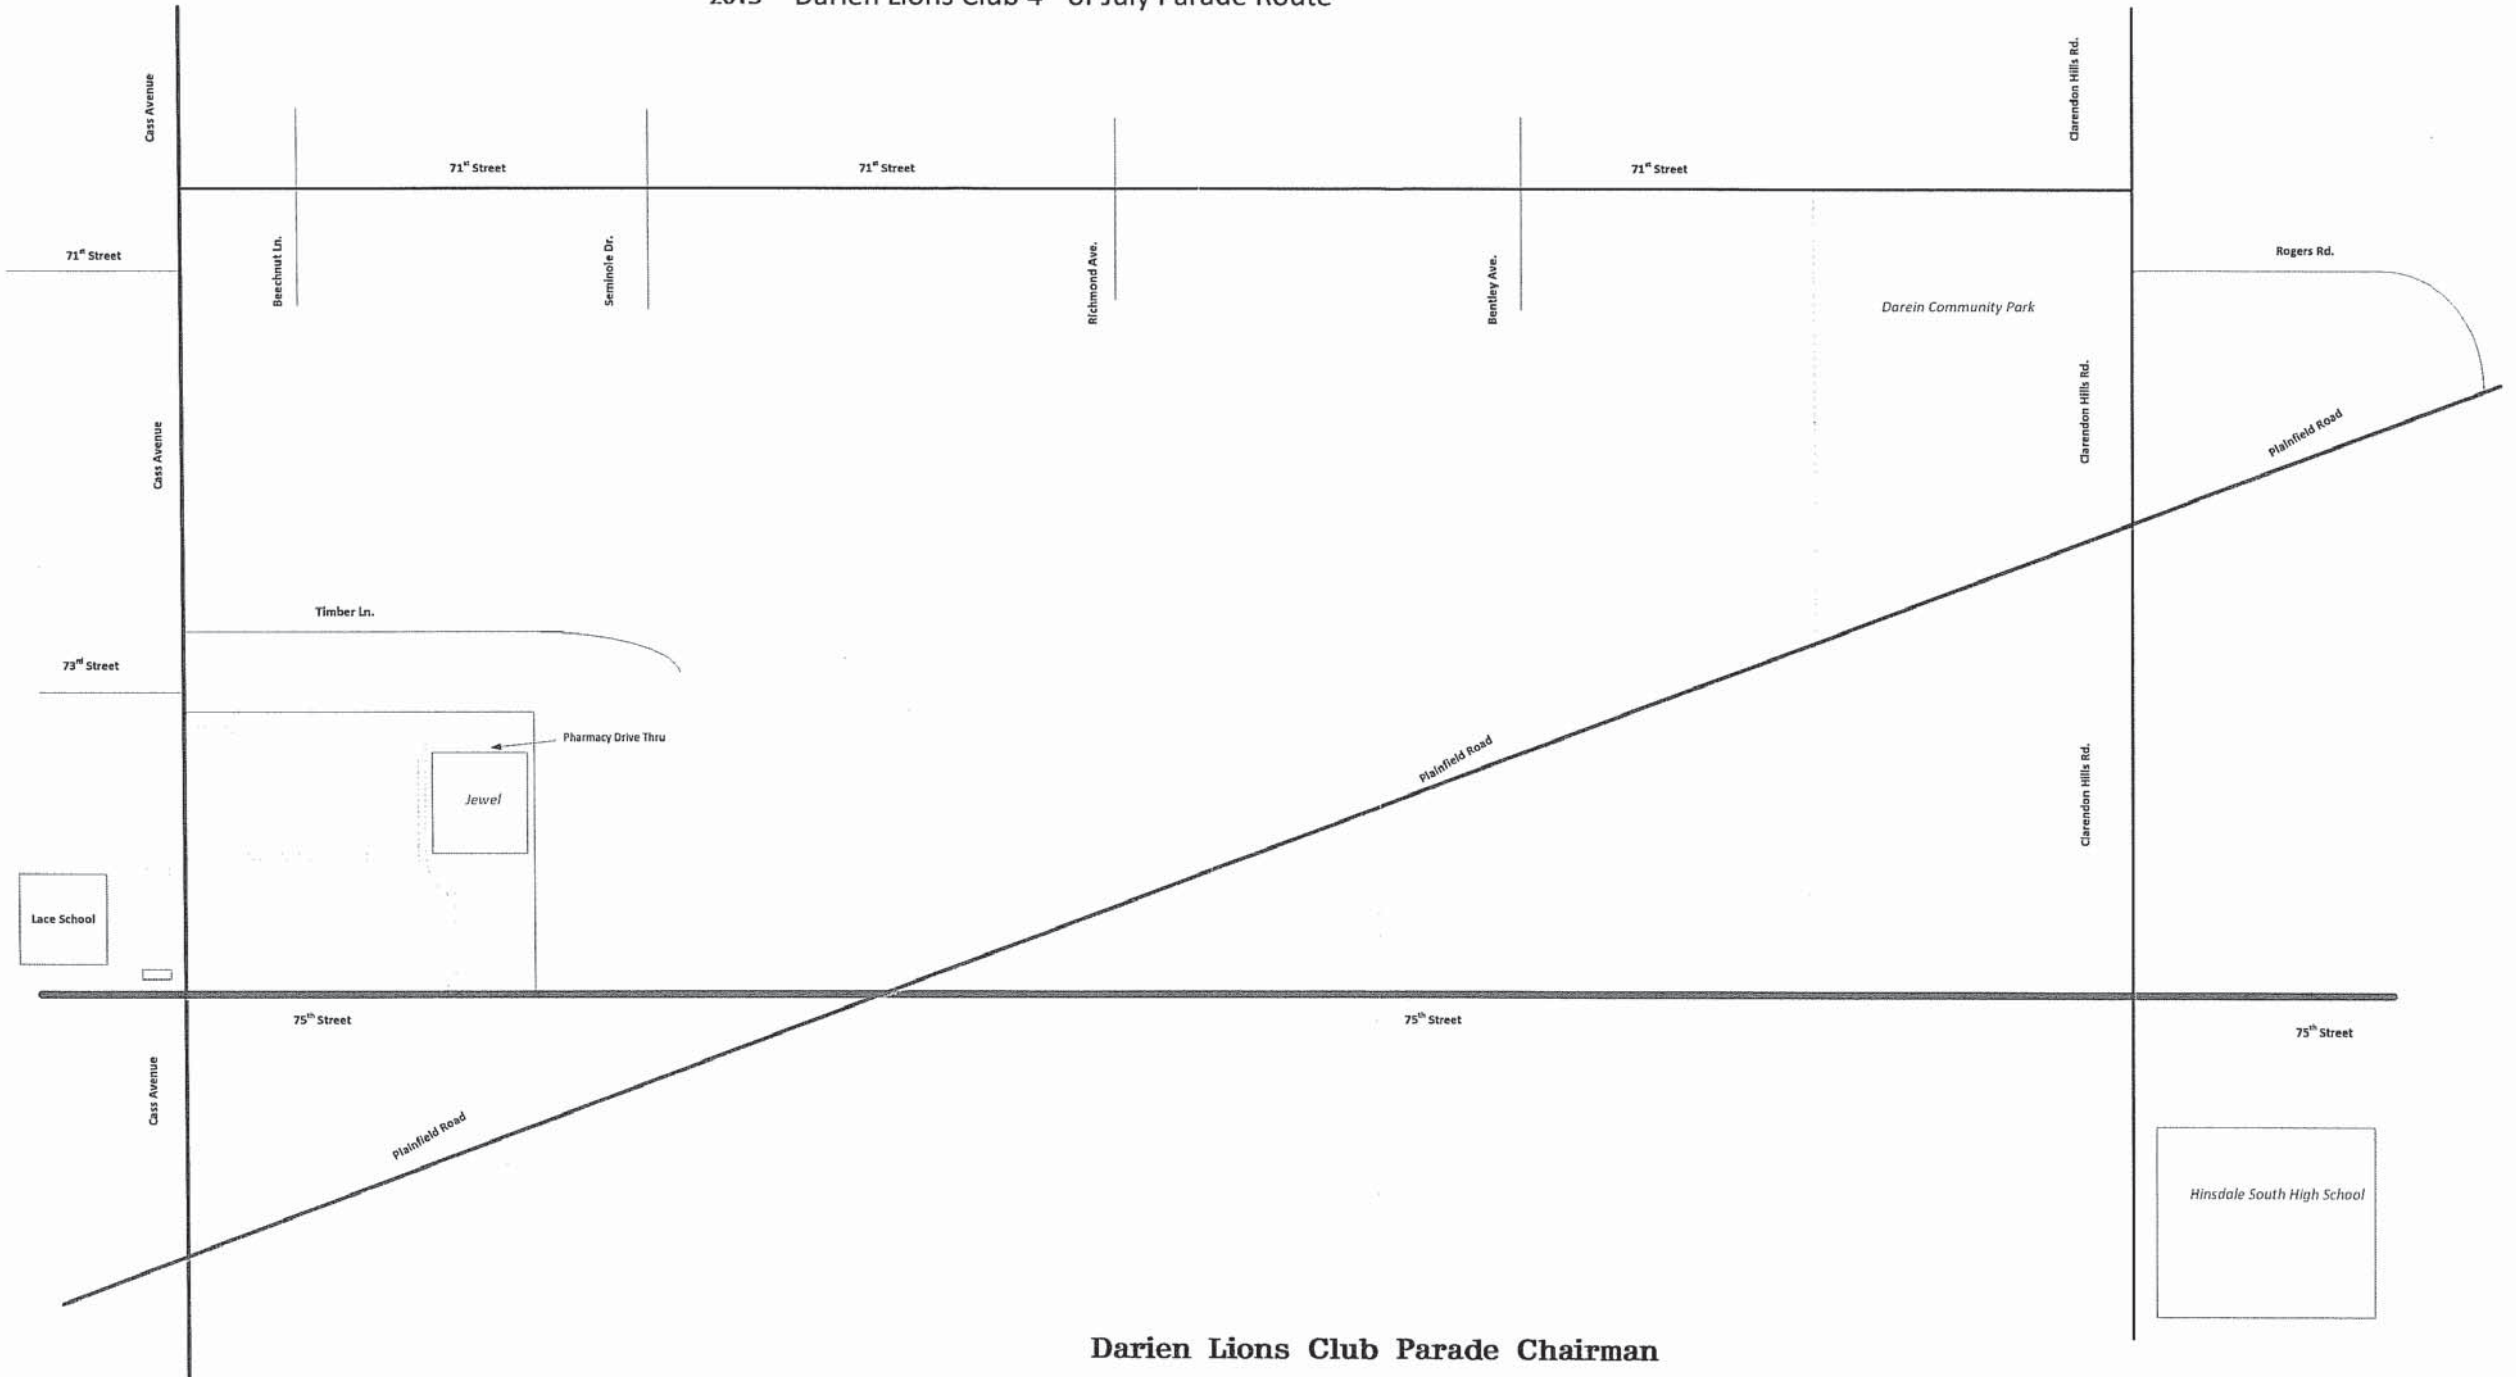 Darien Lions Club 4 of July Parade Route
Cass Avenue
Clarendon Hills Rd.
71st Street
71st Street
71st Street
71st Street
Beechnut Ln.
Seminole Dr.
Richmond Ave.
Bentley Ave.
Rogers Rd.
Darein Community Park
Cass Avenue
Clarendon Hills Rd.
Plainfield Road
Timber Ln.
73rd Street
Pharmacy Drive Thru
Plainfield Road
Jewel
Clarendon Hills Rd.
Lace School
75th Street
75th Street
75th Street
Cass Avenue
Plainfield Road
Hinsdale South High School
Darien Lions Club Parade Chairman